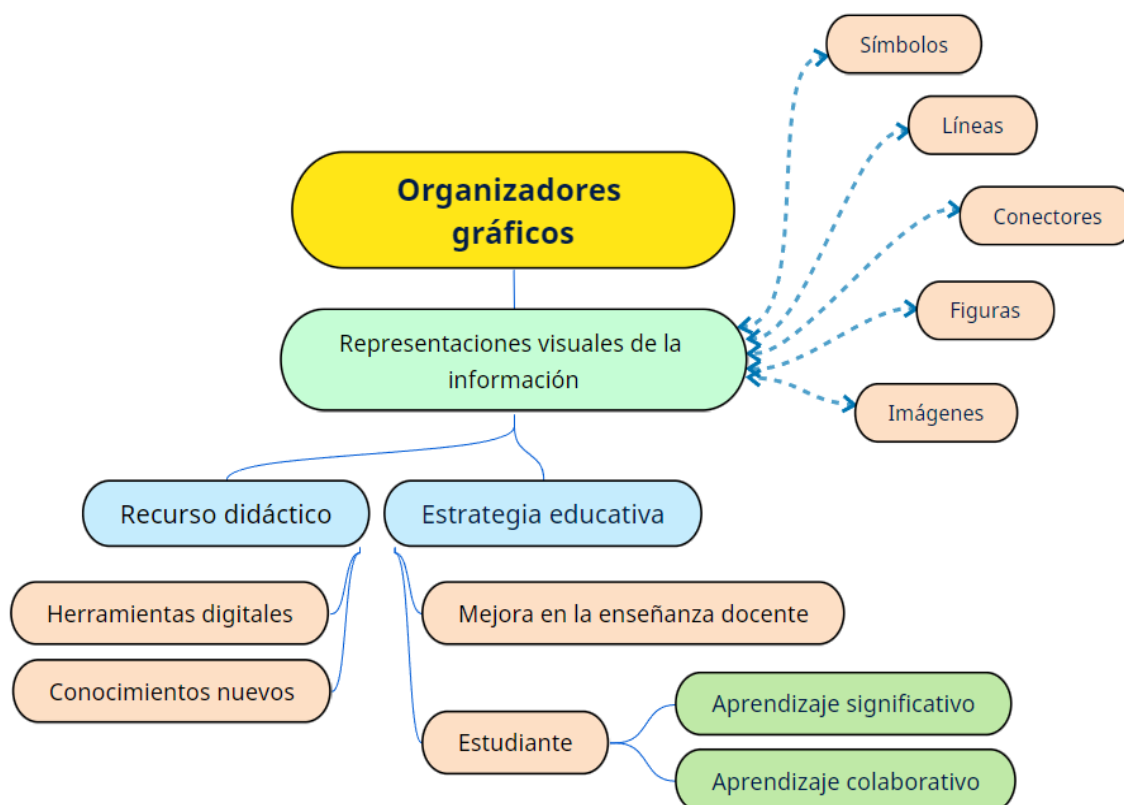 Símbolos
Líneas
Organizadores
gráficos
Conectores
Figuras
Representaciones visuales de la
información
Imágenes
Recurso didáctico
Estrategia educativa
Herramientas digitales
Mejora en la enseñanza docente
Conocimientos nuevos
Estudiante
Aprendizaje significativo
Aprendizaje colaborativo